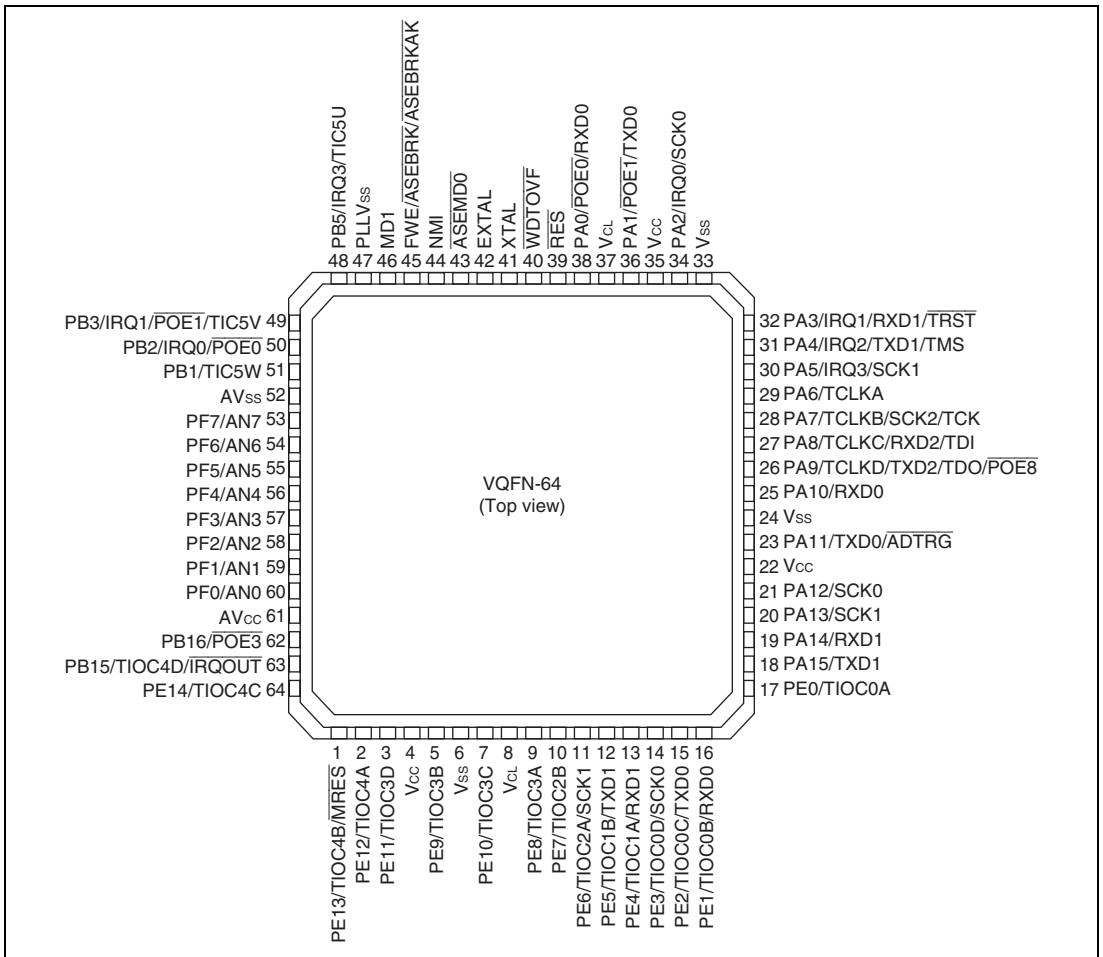 48 PB5/IRQ3/TIC5U
47 PLLVss
46 MD1
45 FWE/ASEBRK/ASEBRKAK
44 NMI
43 ASEMD0
42 EXTAL
41 XTAL
40 WDTOVF
39 RES
38 PA0/POE0/RXD0
37 VCL
36 PA1/POE1/TXD0
35 Vcc
34 PA2/IRQ0/SCK0
33 Vss
PB3/IRQ1/POE1/TIC5V 49
PB2/IRQ0/POE0 50
PB1/TIC5W 51
AVss 52
PF7/AN7 53
PF6/AN6 54
PF5/AN5 55
PF4/AN4 56
PF3/AN3 57
PF2/AN2 58
PF1/AN1 59
PF0/AN0 60
AVcc 61
PB16/POE3 62
PB15/TIOC4D/IRQOUT 63
PE14/TIOC4C 64
VQFN-64
(Top view)
32 PA3/IRQ1/RXD1/TRST
31 PA4/IRQ2/TXD1/TMS
30 PA5/IRQ3/SCK1
29 PA6/TCLKA
28 PA7/TCLKB/SCK2/TCK
27 PA8/TCLKC/RXD2/TDI
26 PA9/TCLKD/TXD2/TDO/POE8
25 PA10/RXD0
24 Vss
23 PA11/TXD0/ADTRG
22 Vcc
21 PA12/SCK0
20 PA13/SCK1
19 PA14/RXD1
18 PA15/TXD1
17 PE0/TIOC0A
PE13/TIOC4B/MRES 1
PE12/TIOC4A 2
PE11/TIOC3D 3
Vcc 4
PE9/TIOC3B 5
Vss 6
PE10/TIOC3C 7
VCL 8
PE8/TIOC3A 9
PE7/TIOC2B 10
PE6/TIOC2A/SCK1 11
PE5/TIOC1B/TXD1 12
PE4/TIOC1A/RXD1 13
PE3/TIOC0D/SCK0 14
PE2/TIOC0C/TXD0 15
PE1/TIOC0B/RXD0 16